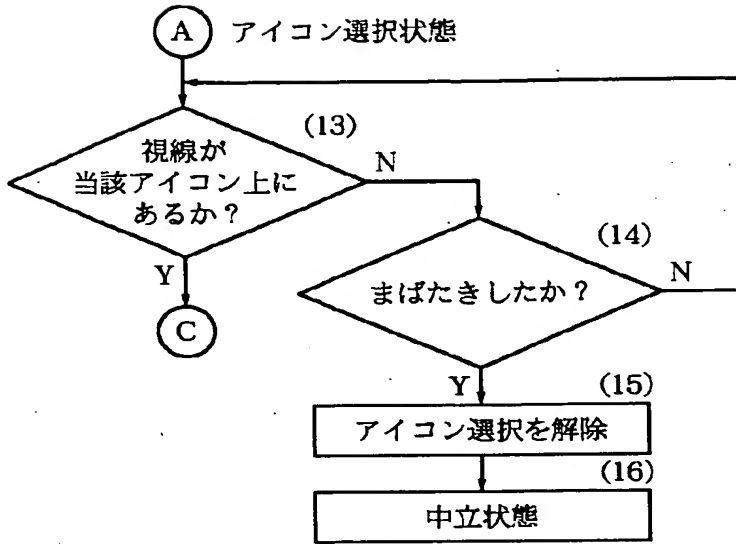 A アイコン選択状態
(13)
視線が
当該アイコン上に
あるか?
N
Y
C
(14)
まばたきしたか?
N
Y
(15)
アイコン選択を解除
(16)
中立状態